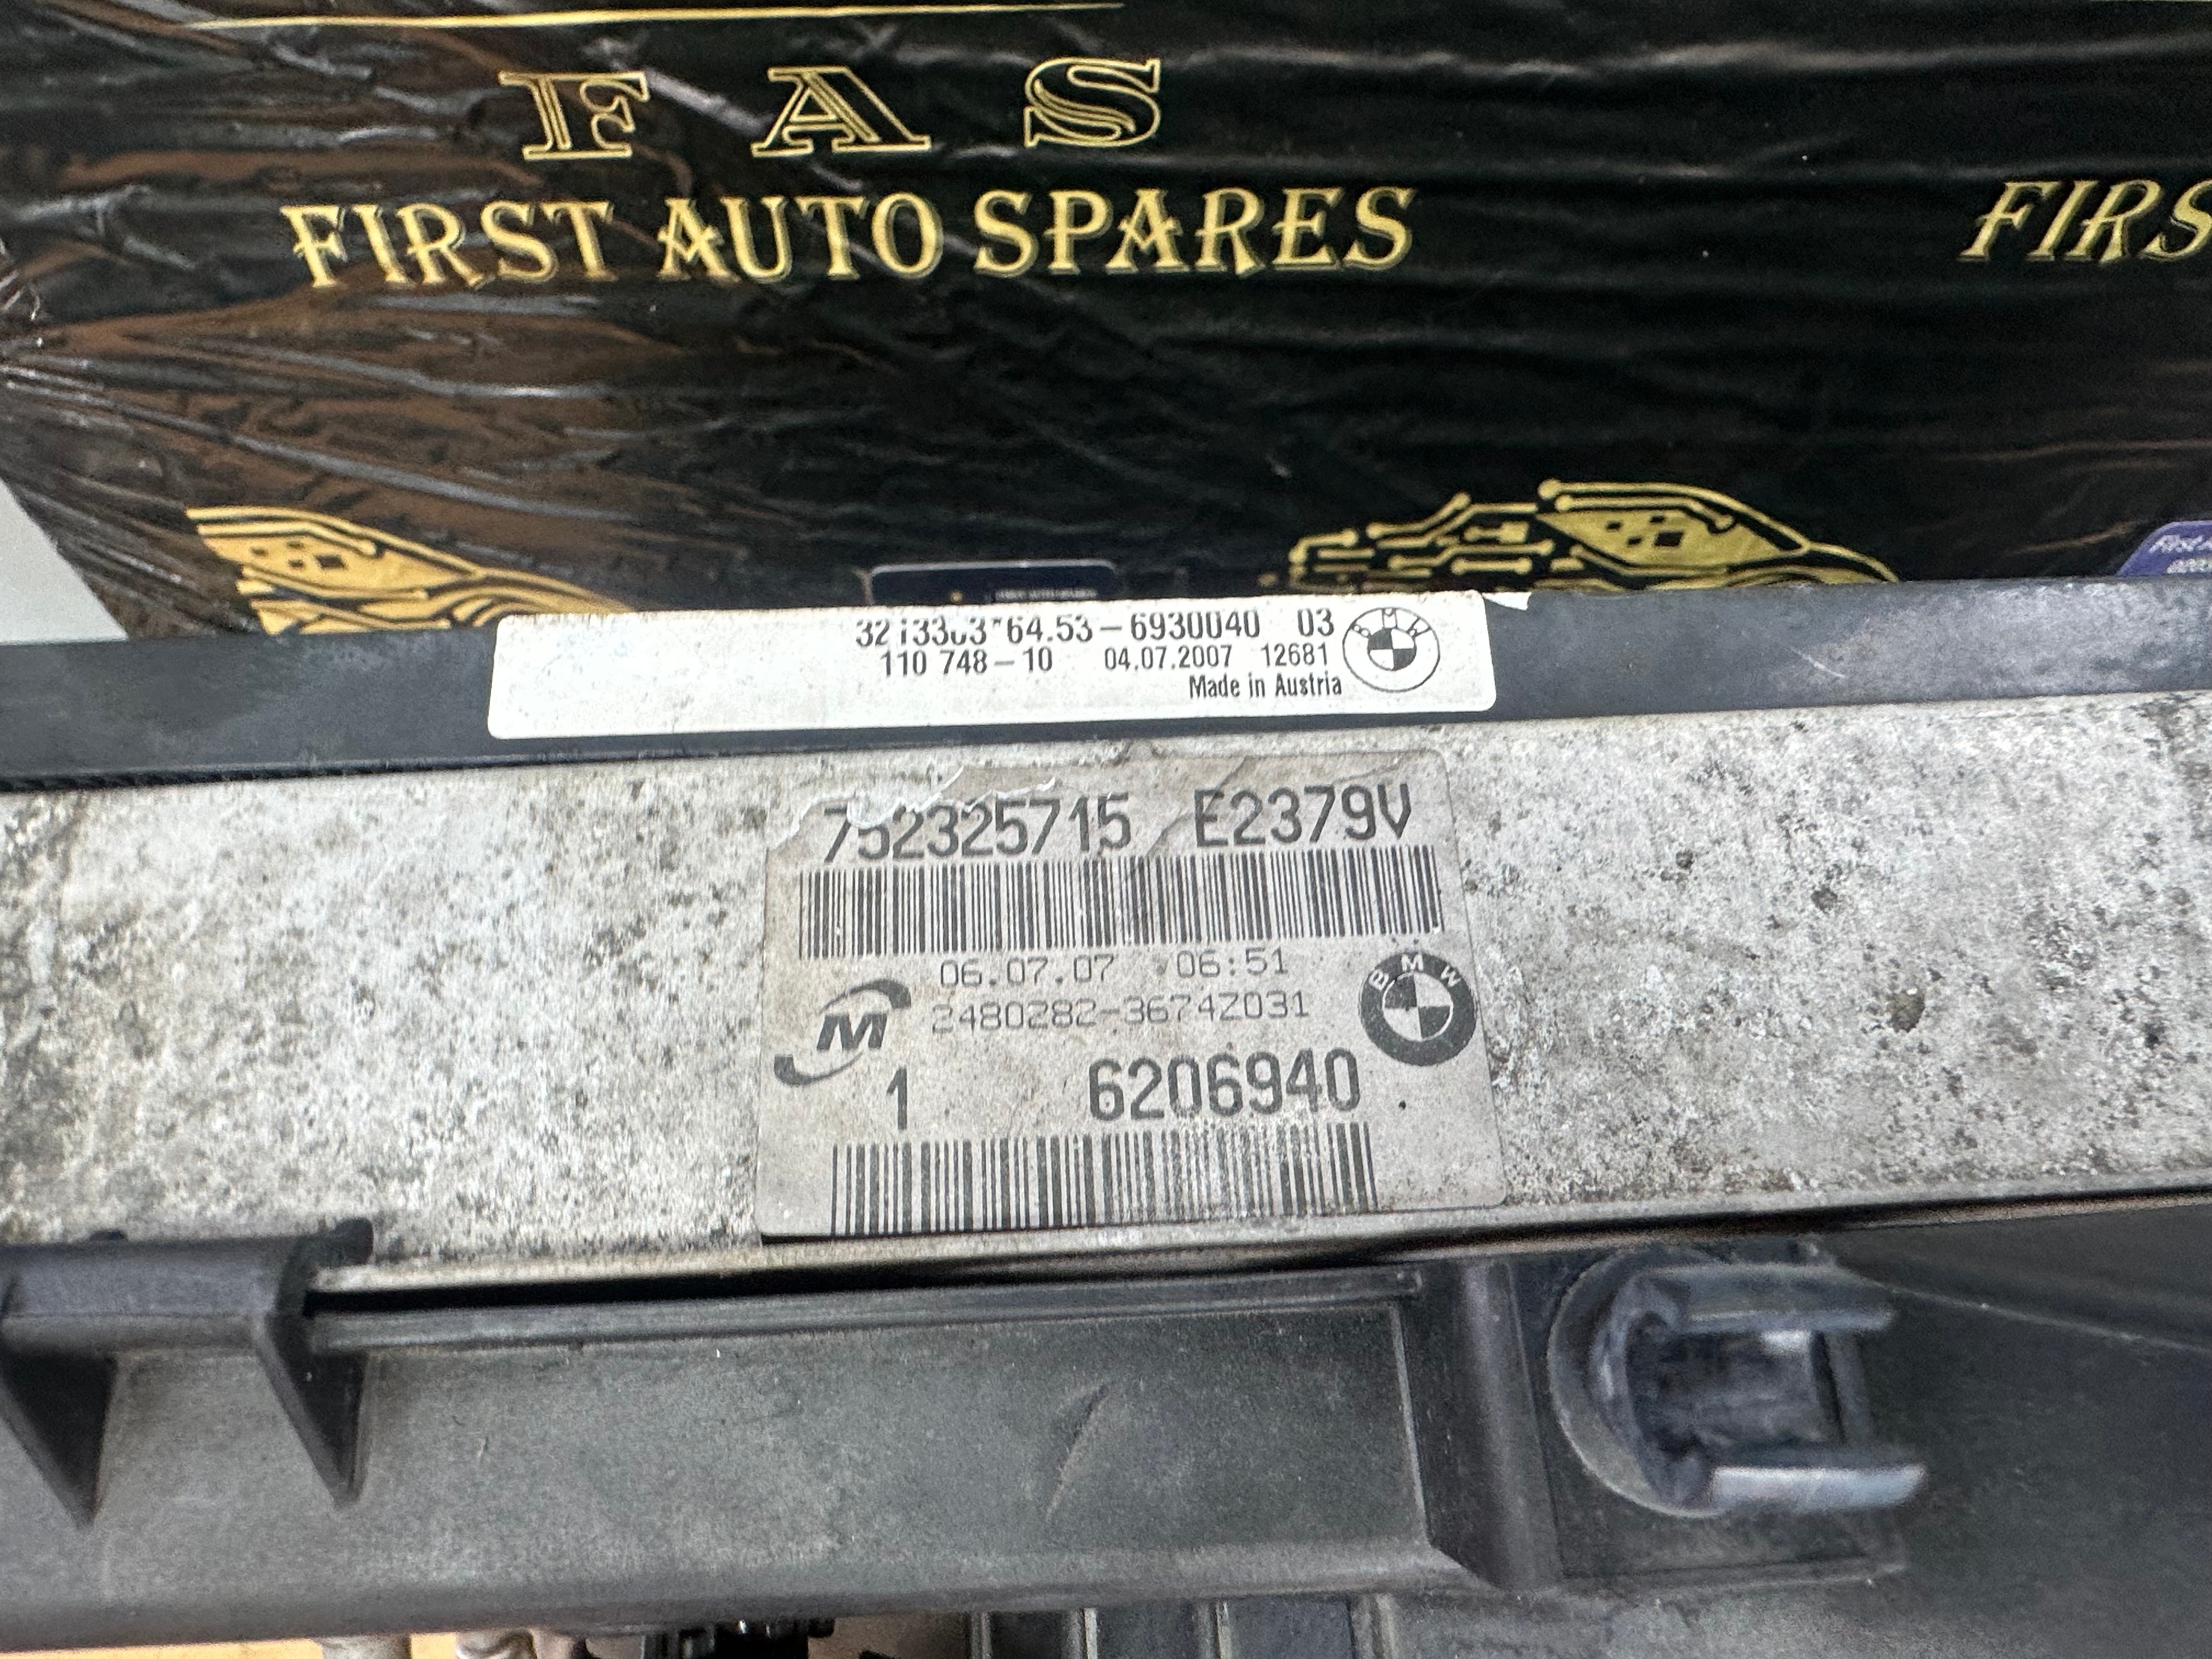 F A S
FIRST AUTO SPARES
FIRS
64.53-6930040 03
110 748-10 04.07.2007 12681
Made in Austria
BMW
752325715 E2379V
06.07.07 06:51
2480282-3674Z031
M
BMW
1 6206940